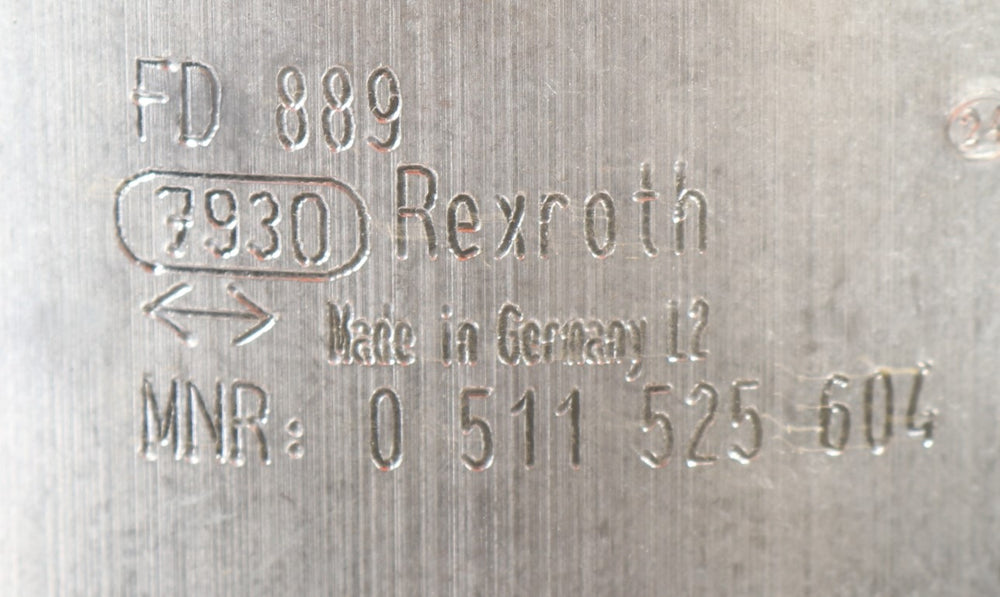 FD 889
7930 Rexroth
Made in Germany L2
MNR: 0 511 525 604